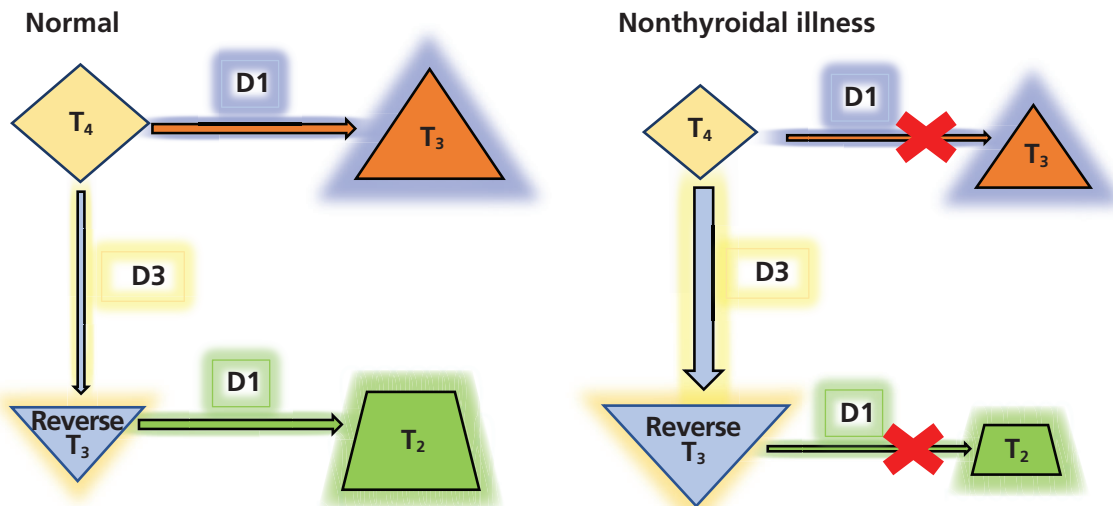 Normal
D1
T₄
T₃
D3
D1
Reverse
T₃
T₂
Nonthyroidal illness
D1
T₄
T₃
D3
D1
Reverse
T₃
T₂